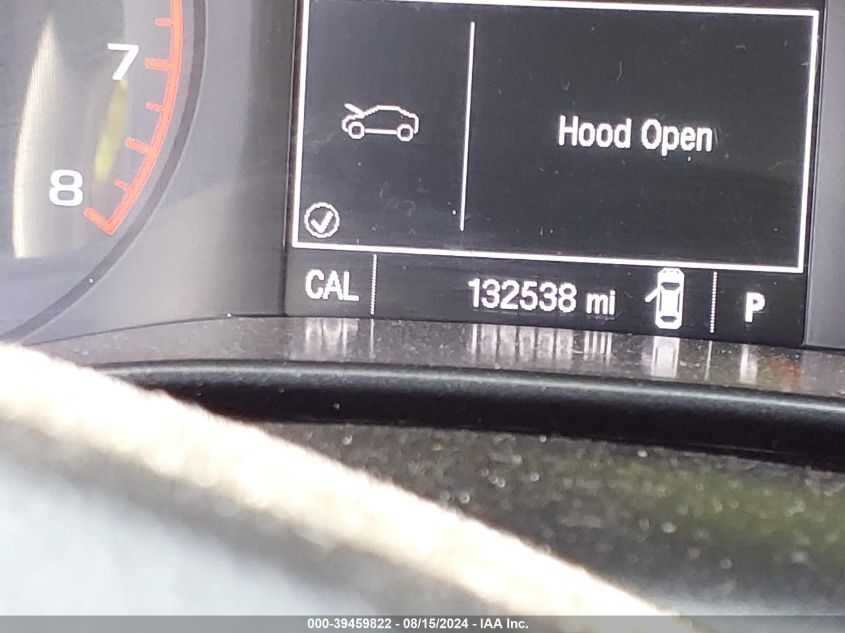 7
8
Hood Open
CAL 132538 mi P
000-39459822 - 08/15/2024 - IAA Inc.